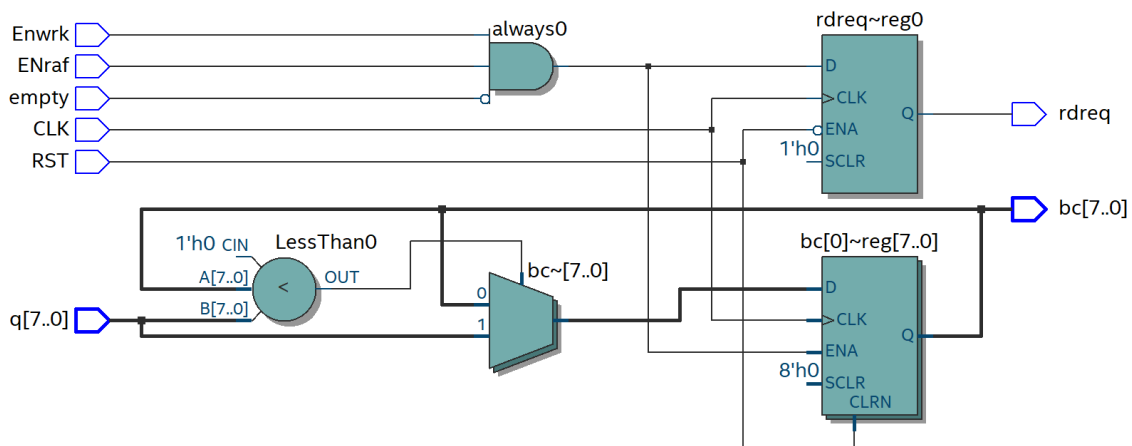 Enwrk
ENraf
empty
CLK
RST
always0
rdreq~reg0
D
CLK
ENA
1'h0
SCLR
Q
rdreq
bc[7..0]
1'h0 CIN
LessThan0
A[7..0]
B[7..0]
<
OUT
q[7..0]
bc~[7..0]
0
1
bc[0]~reg[7..0]
D
CLK
ENA
8'h0
SCLR
CLRN
Q